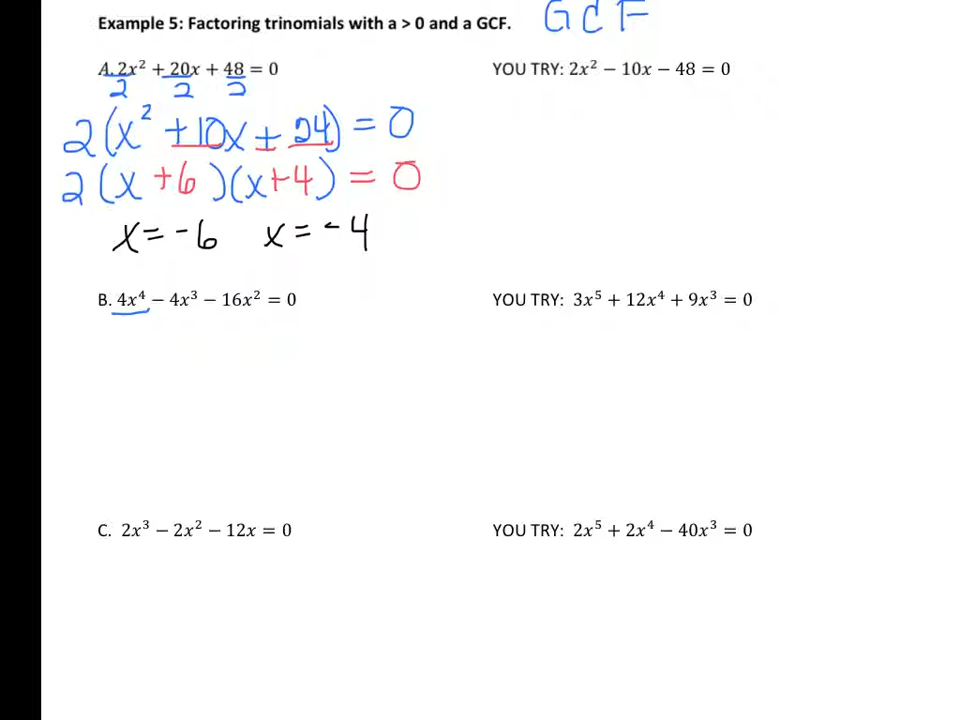 Example 5: Factoring trinomials with a > 0 and a GCF. GCF
A. 2x² + 20x + 48 = 0
2 2 2
2(x² + 10x + 24) = 0
2(x + 6)(x + 4) = 0
x = -6 x = -4
YOU TRY: 2x² − 10x − 48 = 0
B. 4x⁴ − 4x³ − 16x² = 0
YOU TRY: 3x⁵ + 12x⁴ + 9x³ = 0
C. 2x³ − 2x² − 12x = 0
YOU TRY: 2x⁵ + 2x⁴ − 40x³ = 0